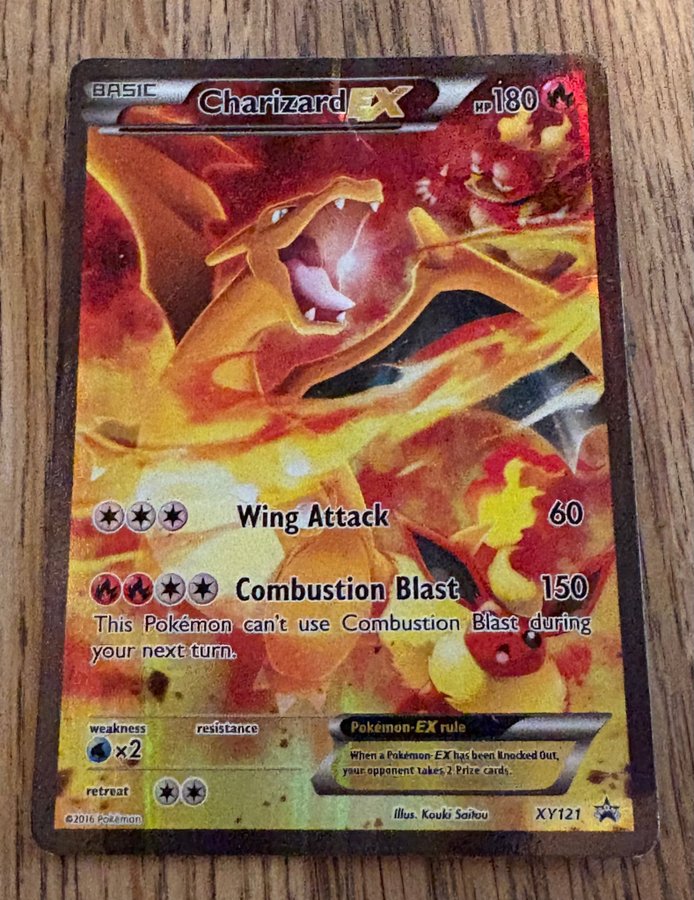 BASIC Charizard EX HP 180
Wing Attack 60
Combustion Blast 150
This Pokémon can't use Combustion Blast during
your next turn.
weakness resistance
×2
retreat
Pokémon-EX rule
When a Pokémon-EX has been Knocked Out,
your opponent takes 2 Prize cards.
©2016 Pokémon
Illus. Kouki Saitou
XY121